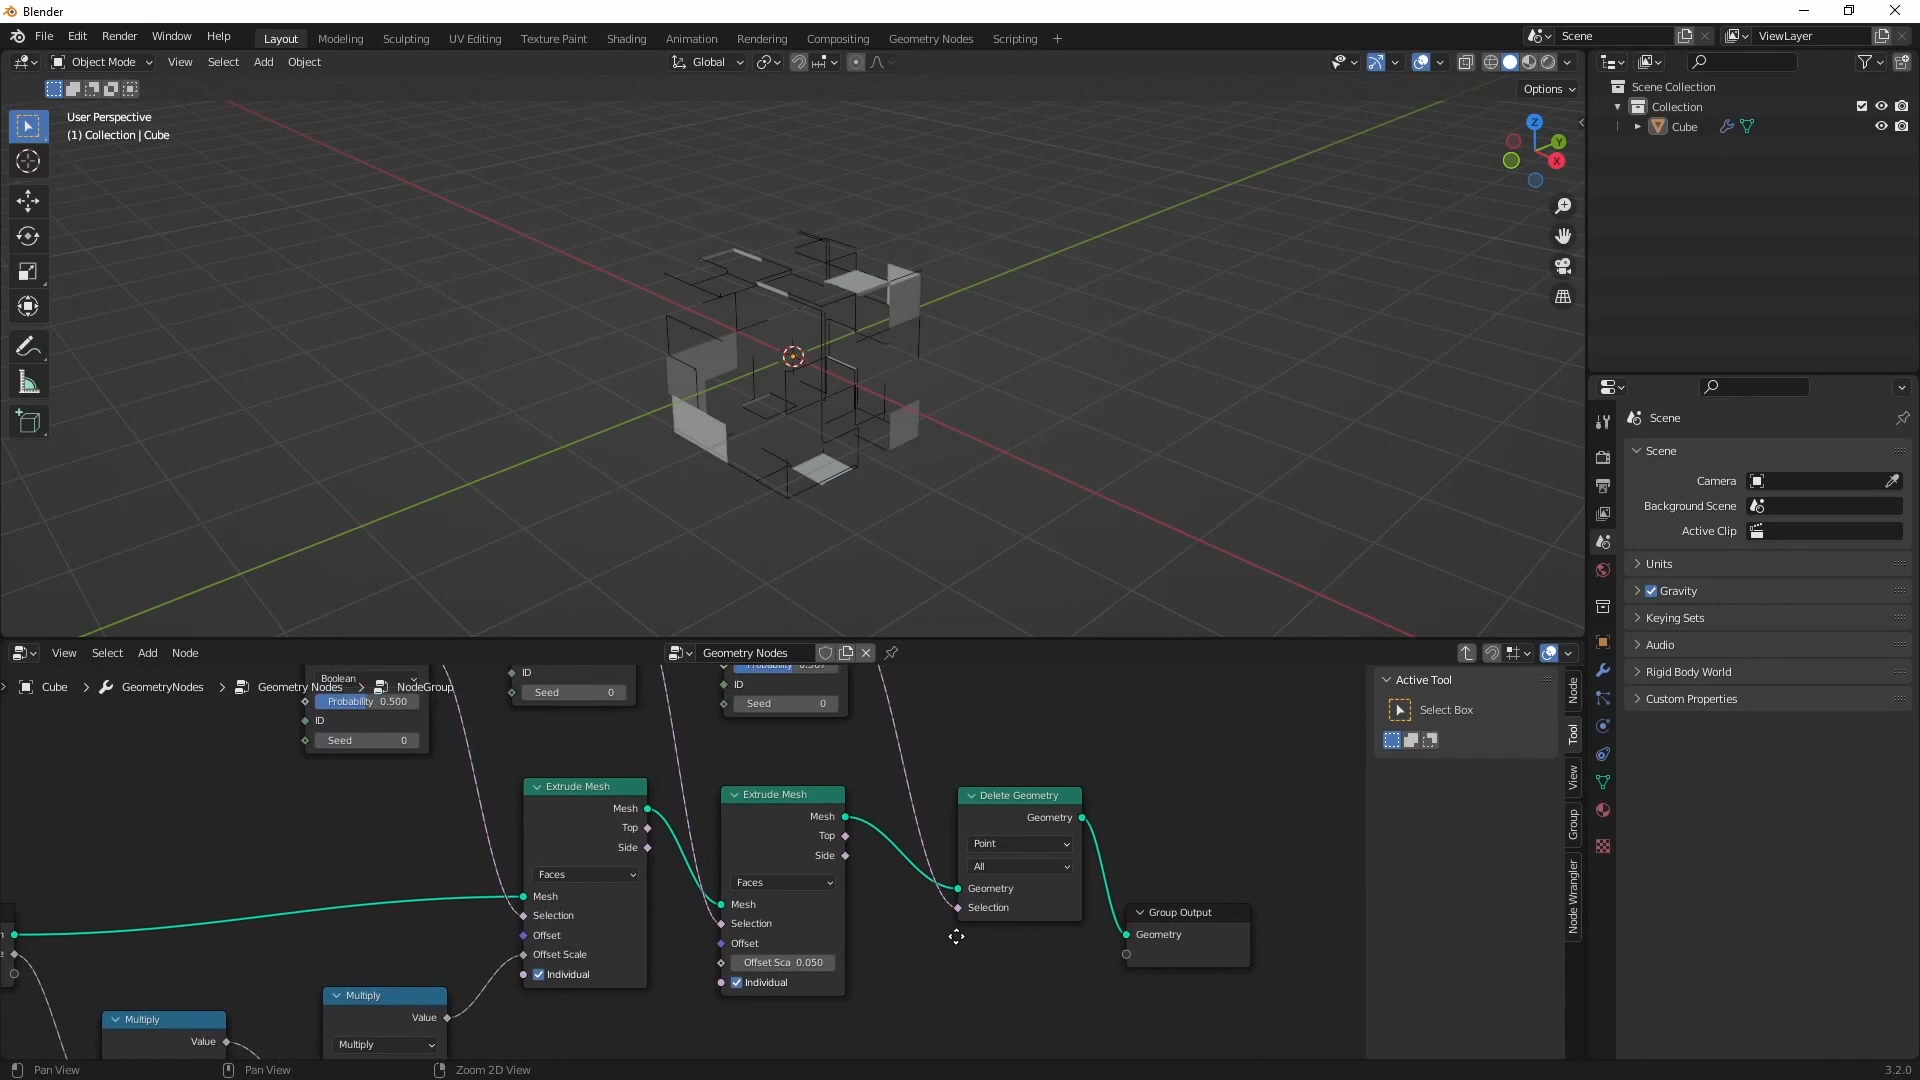 Blender
File Edit Render Window Help Layout Modeling Sculpting UV Editing Texture Paint Shading Animation Rendering Compositing Geometry Nodes Scripting + Scene ViewLayer
Object Mode View Select Add Object Global
Options
User Perspective
(1) Collection | Cube
Z
Y
X
Scene Collection
Collection
Cube
Scene
Scene
Camera
Background Scene
Active Clip
Units
Gravity
Keying Sets
Audio
Rigid Body World
Custom Properties
View Select Add Node Geometry Nodes
Cube GeometryNodes Geometry Nodes NodeGroup
Boolean
Probability 0.500
ID
Seed 0
ID
Seed 0
ID
Seed 0
Extrude Mesh
Mesh
Top
Side
Faces
Mesh
Selection
Offset
Offset Scale
Individual
Extrude Mesh
Mesh
Top
Side
Faces
Mesh
Selection
Offset
Offset Sca 0.050
Individual
Delete Geometry
Geometry
Point
All
Geometry
Selection
Group Output
Geometry
Multiply
Value
Multiply
Value
Multiply
Active Tool
Select Box
Node
Tool
View
Group
Node Wrangler
Pan View Pan View Zoom 2D View 3.2.0